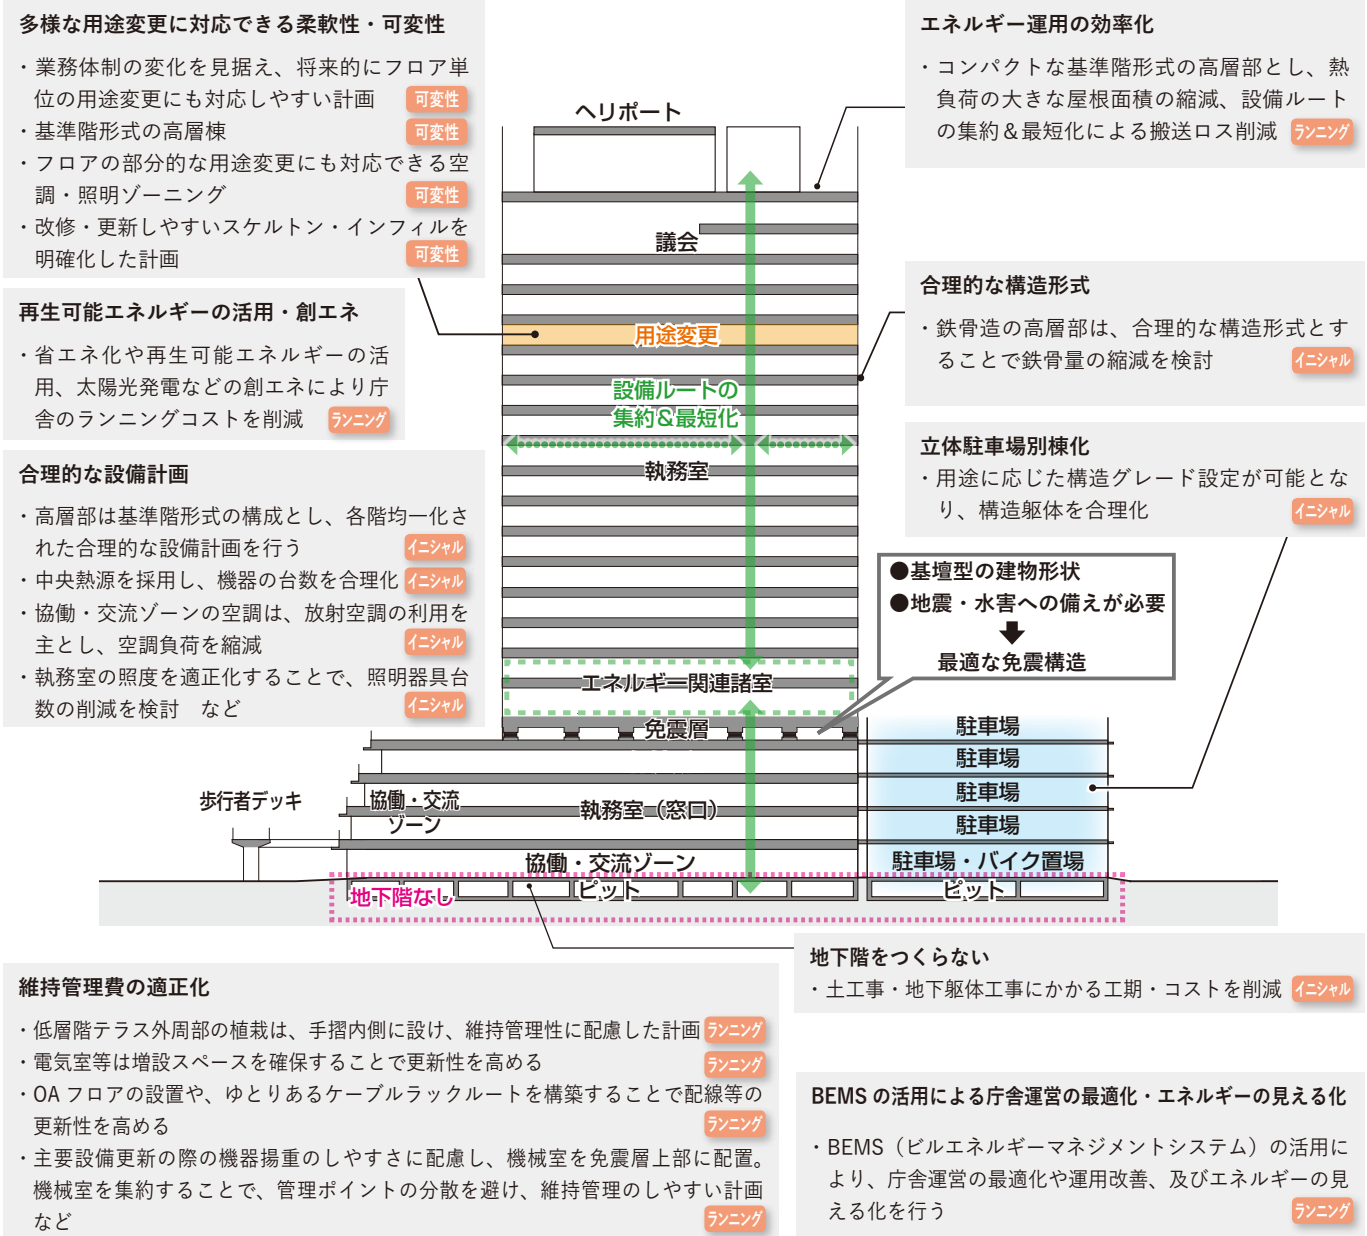 多様な用途変更に対応できる柔軟性・可変性
・業務体制の変化を見据え、将来的にフロア単
位の用途変更にも対応しやすい計画 可変性
・基準階形式の高層棟 可変性
・フロアの部分的な用途変更にも対応できる空
調・照明ゾーニング 可変性
・改修・更新しやすいスケルトン・インフィルを
明確化した計画 可変性
再生可能エネルギーの活用・創エネ
・省エネ化や再生可能エネルギーの活
用、太陽光発電などの創エネにより庁
舎のランニングコストを削減 ランニング
合理的な設備計画
・高層部は基準階形式の構成とし、各階均一化さ
れた合理的な設備計画を行う イニシャル
・中央熱源を採用し、機器の台数を合理化 イニシャル
・協働・交流ゾーンの空調は、放射空調の利用を
主とし、空調負荷を縮減 イニシャル
・執務室の照度を適正化することで、照明器具台
数の削減を検討　など イニシャル
エネルギー運用の効率化
・コンパクトな基準階形式の高層部とし、熱
負荷の大きな屋根面積の縮減、設備ルート
の集約＆最短化による搬送ロス削減 ランニング
合理的な構造形式
・鉄骨造の高層部は、合理的な構造形式とす
ることで鉄骨量の縮減を検討 イニシャル
立体駐車場別棟化
・用途に応じた構造グレード設定が可能とな
り、構造躯体を合理化 イニシャル
●基壇型の建物形状
●地震・水害への備えが必要
最適な免震構造
ヘリポート
議会
用途変更
設備ルートの
集約＆最短化
執務室
エネルギー関連諸室
免震層
駐車場
駐車場
駐車場
駐車場
駐車場・バイク置場
ピット
歩行者デッキ
協働・交流
ゾーン
執務室（窓口）
協働・交流ゾーン
ピット
地下階なし
地下階をつくらない
・土工事・地下躯体工事にかかる工期・コストを削減 イニシャル
維持管理費の適正化
・低層階テラス外周部の植栽は、手摺内側に設け、維持管理性に配慮した計画 ランニング
・電気室等は増設スペースを確保することで更新性を高める ランニング
・OA フロアの設置や、ゆとりあるケーブルラックルートを構築することで配線等の
更新性を高める ランニング
・主要設備更新の際の機器揚重のしやすさに配慮し、機械室を免震層上部に配置。
機械室を集約することで、管理ポイントの分散を避け、維持管理のしやすい計画
など ランニング
BEMS の活用による庁舎運営の最適化・エネルギーの見える化
・BEMS（ビルエネルギーマネジメントシステム）の活用に
より、庁舎運営の最適化や運用改善、及びエネルギーの見
える化を行う ランニング